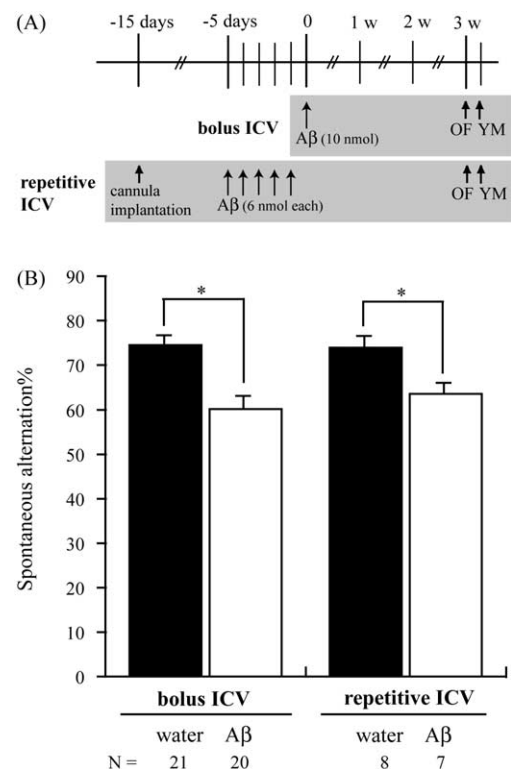 (A)
-15 days
-5 days
0
1 w
2 w
3 w
bolus ICV
Aβ (10 nmol)
OF YM
repetitive
ICV
cannula
implantation
Aβ (6 nmol each)
OF YM
(B)
Spontaneous alternation%
90
80
70
60
50
40
30
20
10
0
*
*
bolus ICV
repetitive ICV
water Aβ water Aβ
N = 21 20 8 7